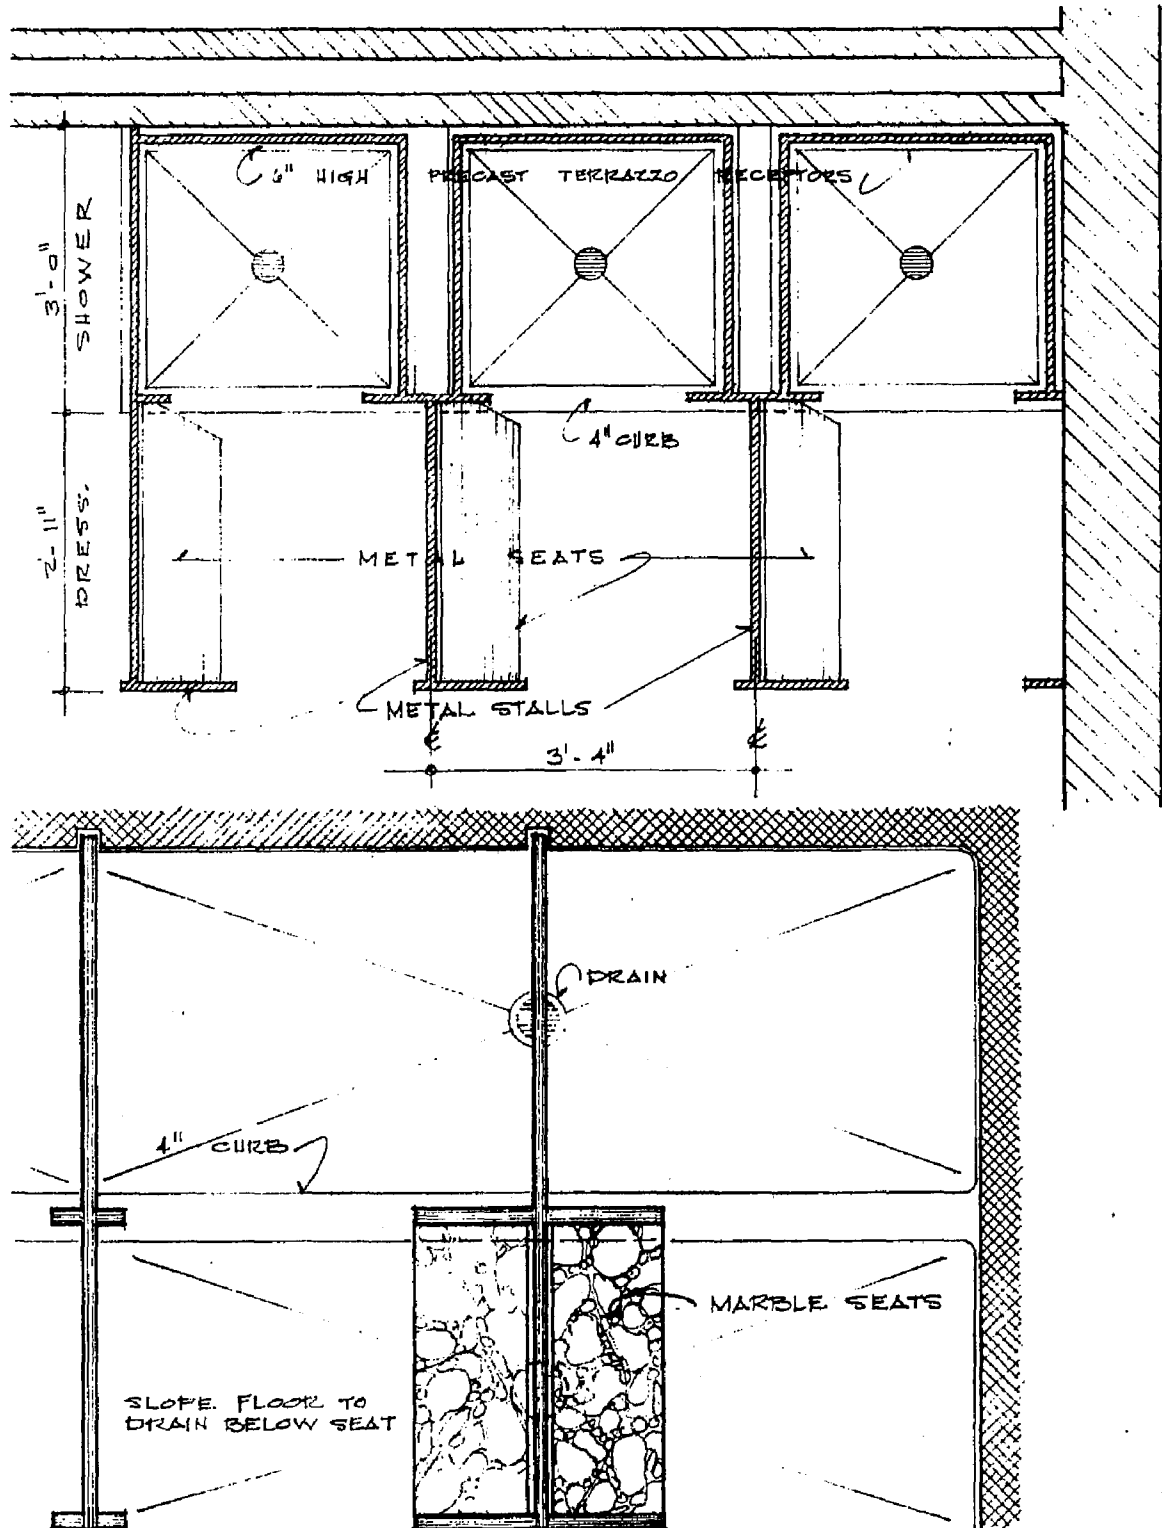 6" HIGH PRECAST TERRAZZO RECEPTORS
3'-0"
SHOWER
4" CURB
2'-11"
DRESS.
METAL SEATS
METAL STALLS
℄ ℄
3'-4"
DRAIN
4" CURB
MARBLE SEATS
SLOPE FLOOR TO
DRAIN BELOW SEAT